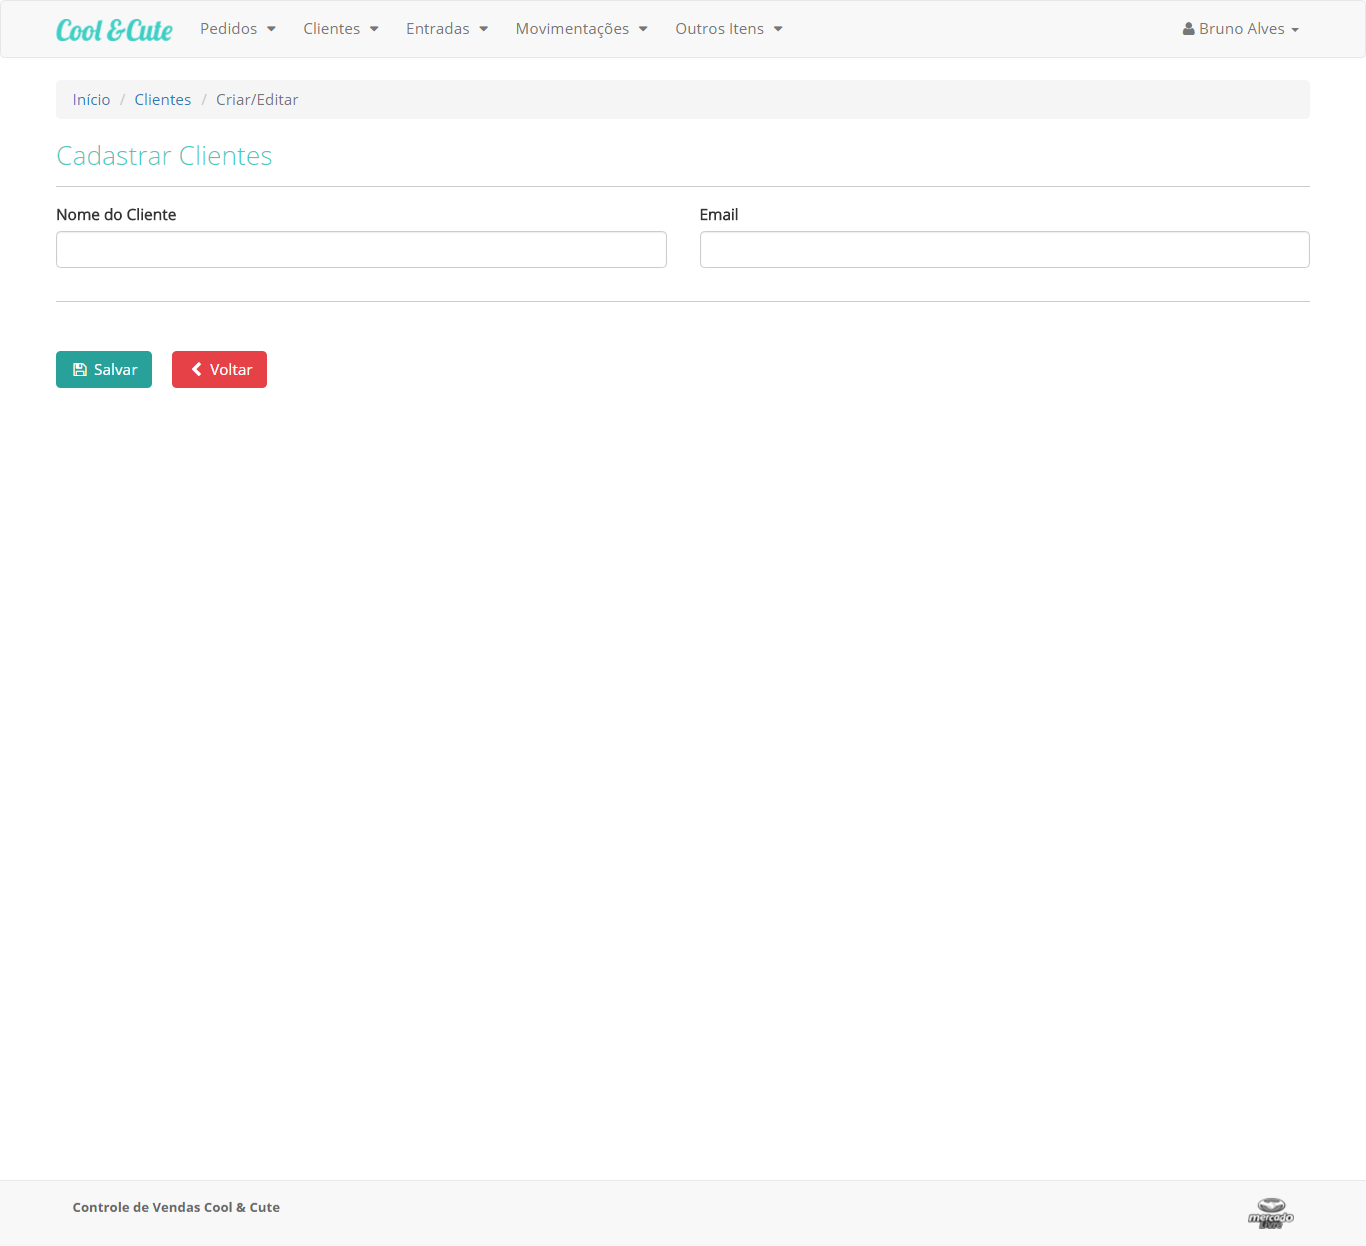 Cool &Cute Pedidos Clientes Entradas Movimentações Outros Itens Bruno Alves
Início / Clientes / Criar/Editar
Cadastrar Clientes
Nome do Cliente Email
Salvar Voltar
Controle de Vendas Cool & Cute
mercado
livre